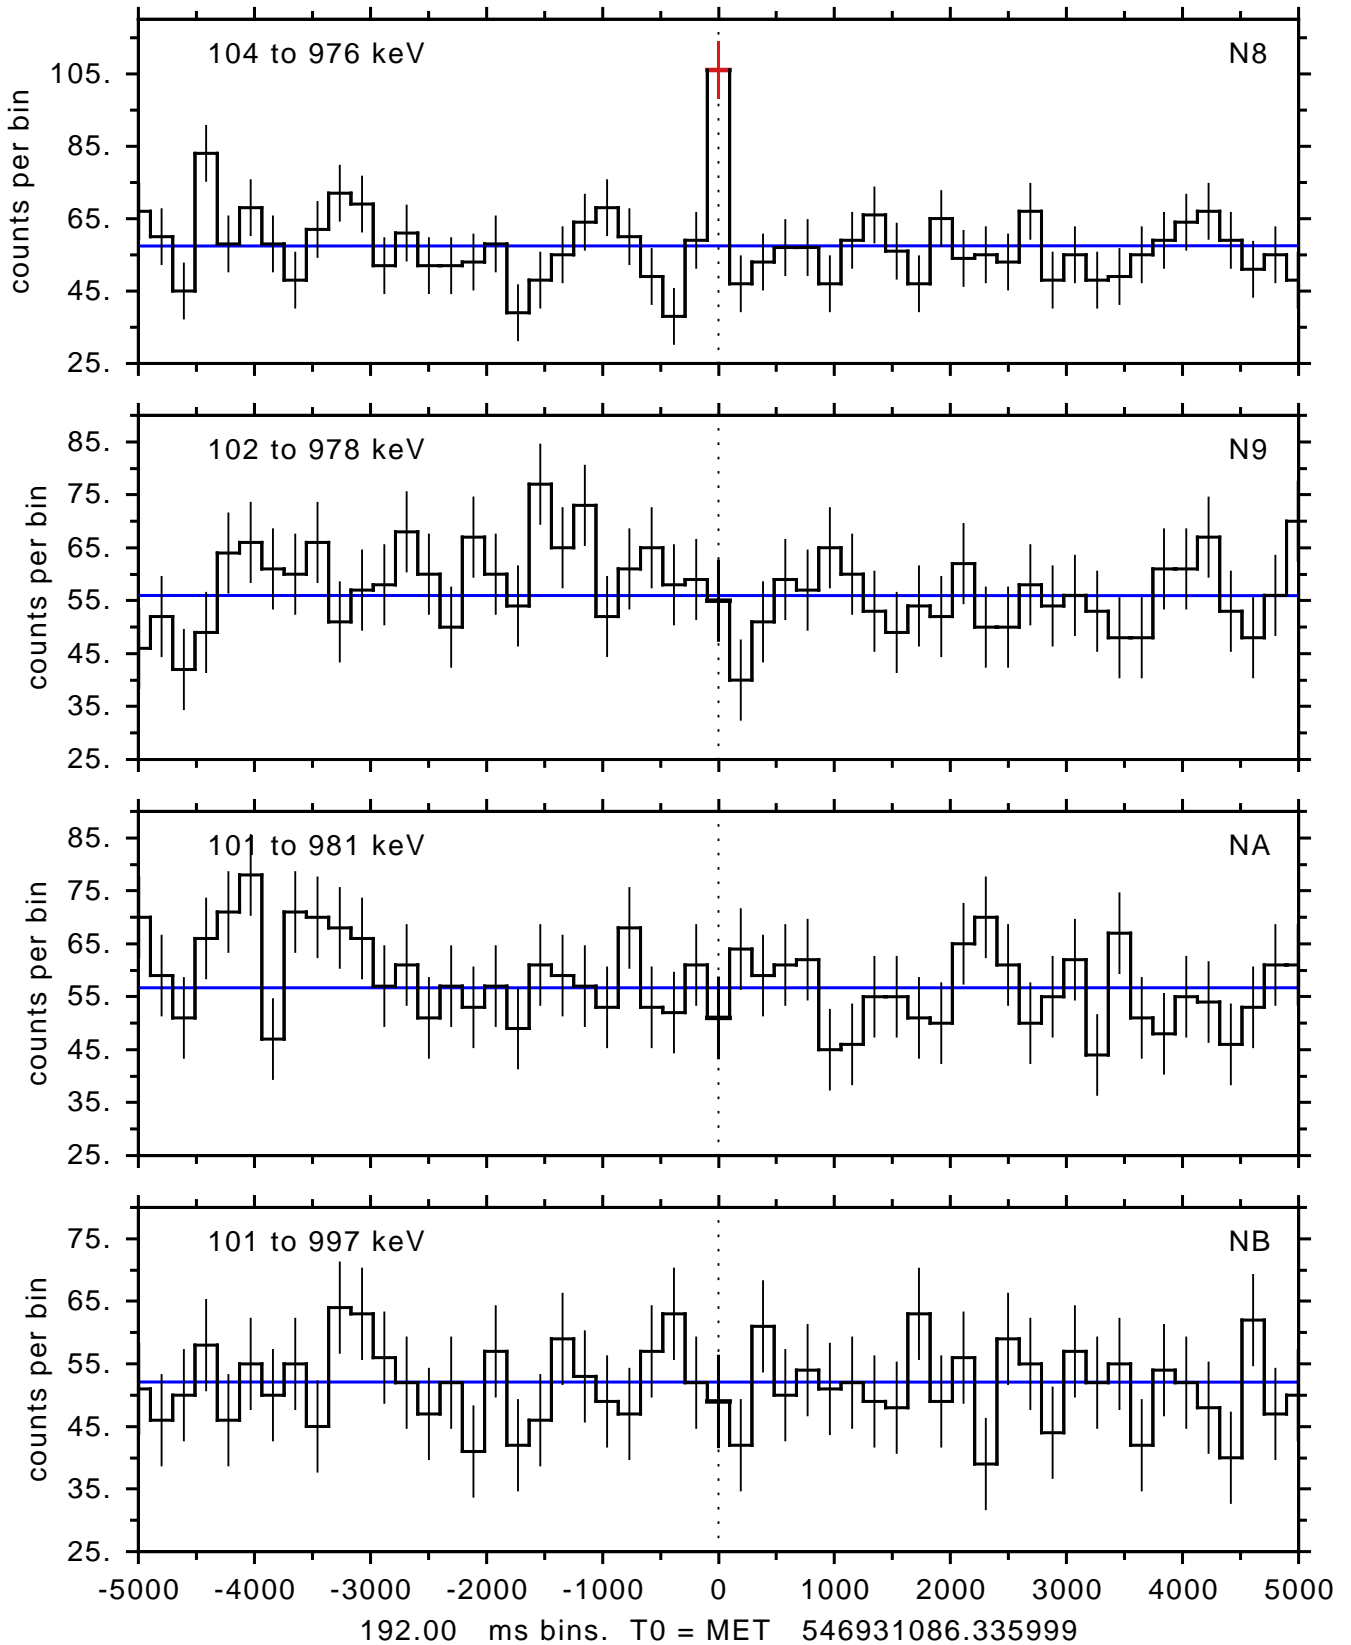 104 to 976 keV N8
105.
85.
65.
45.
25.
counts per bin
102 to 978 keV N9
85.
75.
65.
55.
45.
35.
25.
counts per bin
101 to 981 keV NA
85.
75.
65.
55.
45.
35.
25.
counts per bin
101 to 997 keV NB
75.
65.
55.
45.
35.
25.
counts per bin
-5000 -4000 -3000 -2000 -1000 0 1000 2000 3000 4000 5000
192.00 ms bins. T0 = MET 546931086.335999